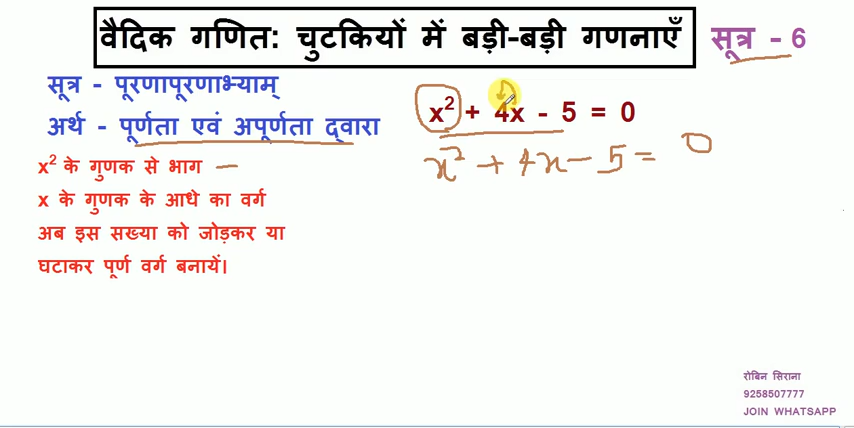 वैदिक गणित: चुटकियों में बड़ी-बड़ी गणनाएँ
सूत्र - 6
सूत्र - पूरणापूरणाभ्याम्
अर्थ - पूर्णता एवं अपूर्णता द्वारा
x² + 4x - 5 = 0
x² + 4x - 5 = 0
x² के गुणक से भाग
x के गुणक के आधे का वर्ग
अब इस सख्या को जोड़कर या
घटाकर पूर्ण वर्ग बनायें।
रोबिन सिराना
9258507777
JOIN WHATSAPP